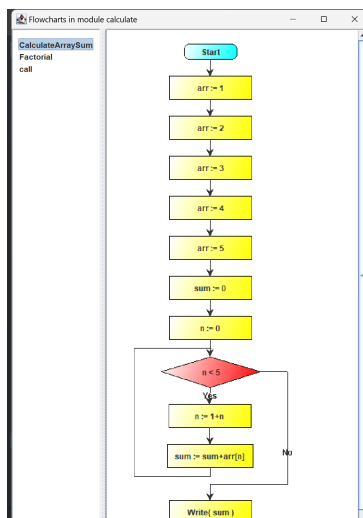 Flowcharts in module calculate
CalculateArraySum
Factorial
call
Start
arr := 1
arr := 2
arr := 3
arr := 4
arr := 5
sum := 0
n := 0
n < 5
Yes
n := 1+n
sum := sum+arr[n]
No
Write( sum )